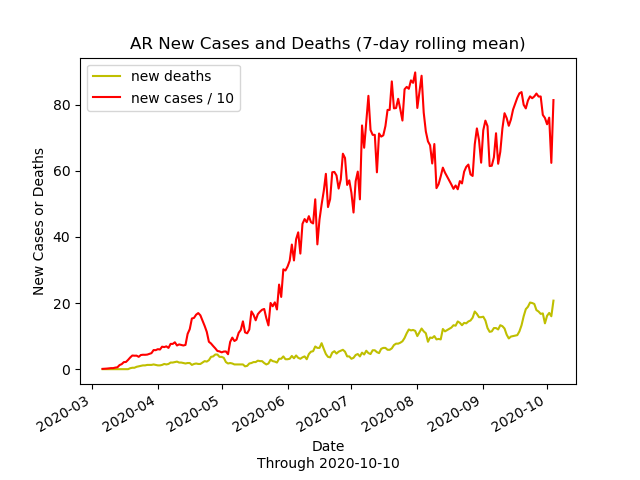 AR New Cases and Deaths (7-day rolling mean)
new deaths
new cases / 10
80
60
40
20
0
New Cases or Deaths
2020-03
2020-04
2020-05
2020-06
2020-07
2020-08
2020-09
2020-10
Date
Through 2020-10-10